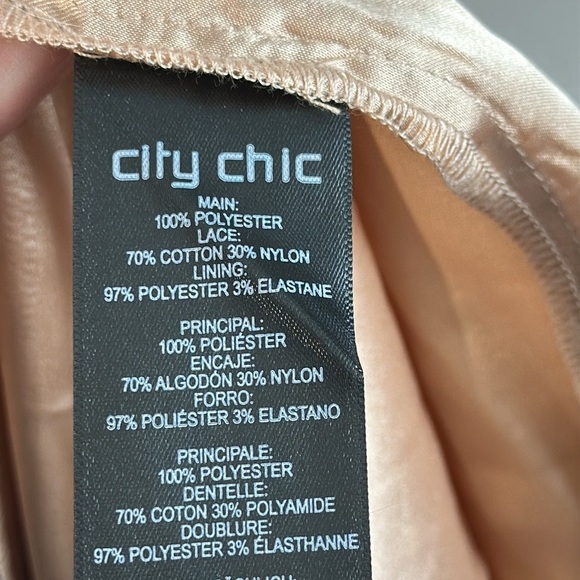 city chic
MAIN:
100% POLYESTER
LACE:
70% COTTON 30% NYLON
LINING:
97% POLYESTER 3% ELASTANE
PRINCIPAL:
100% POLIÉSTER
ENCAJE:
70% ALGODÓN 30% NYLON
FORRO:
97% POLIÉSTER 3% ELASTANO
PRINCIPALE:
100% POLYESTER
DENTELLE:
70% COTON 30% POLYAMIDE
DOUBLURE:
97% POLYESTER 3% ÉLASTHANNE